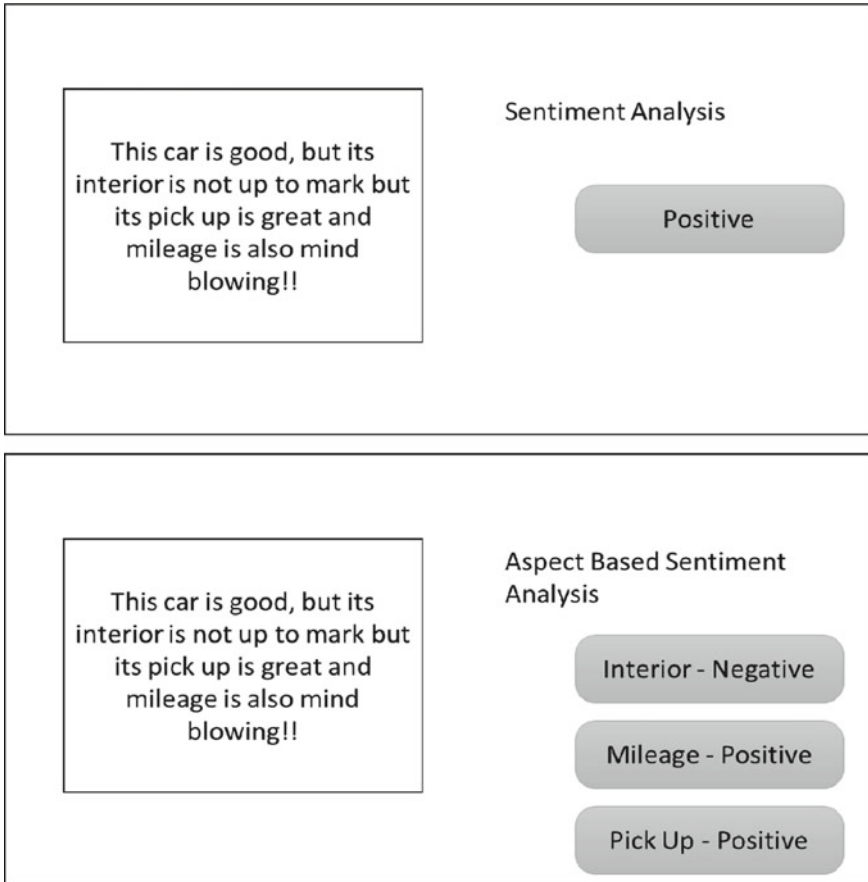 This car is good, but its
interior is not up to mark but
its pick up is great and
mileage is also mind
blowing!!
Sentiment Analysis
Positive
This car is good, but its
interior is not up to mark but
its pick up is great and
mileage is also mind
blowing!!
Aspect Based Sentiment
Analysis
Interior - Negative
Mileage - Positive
Pick Up - Positive